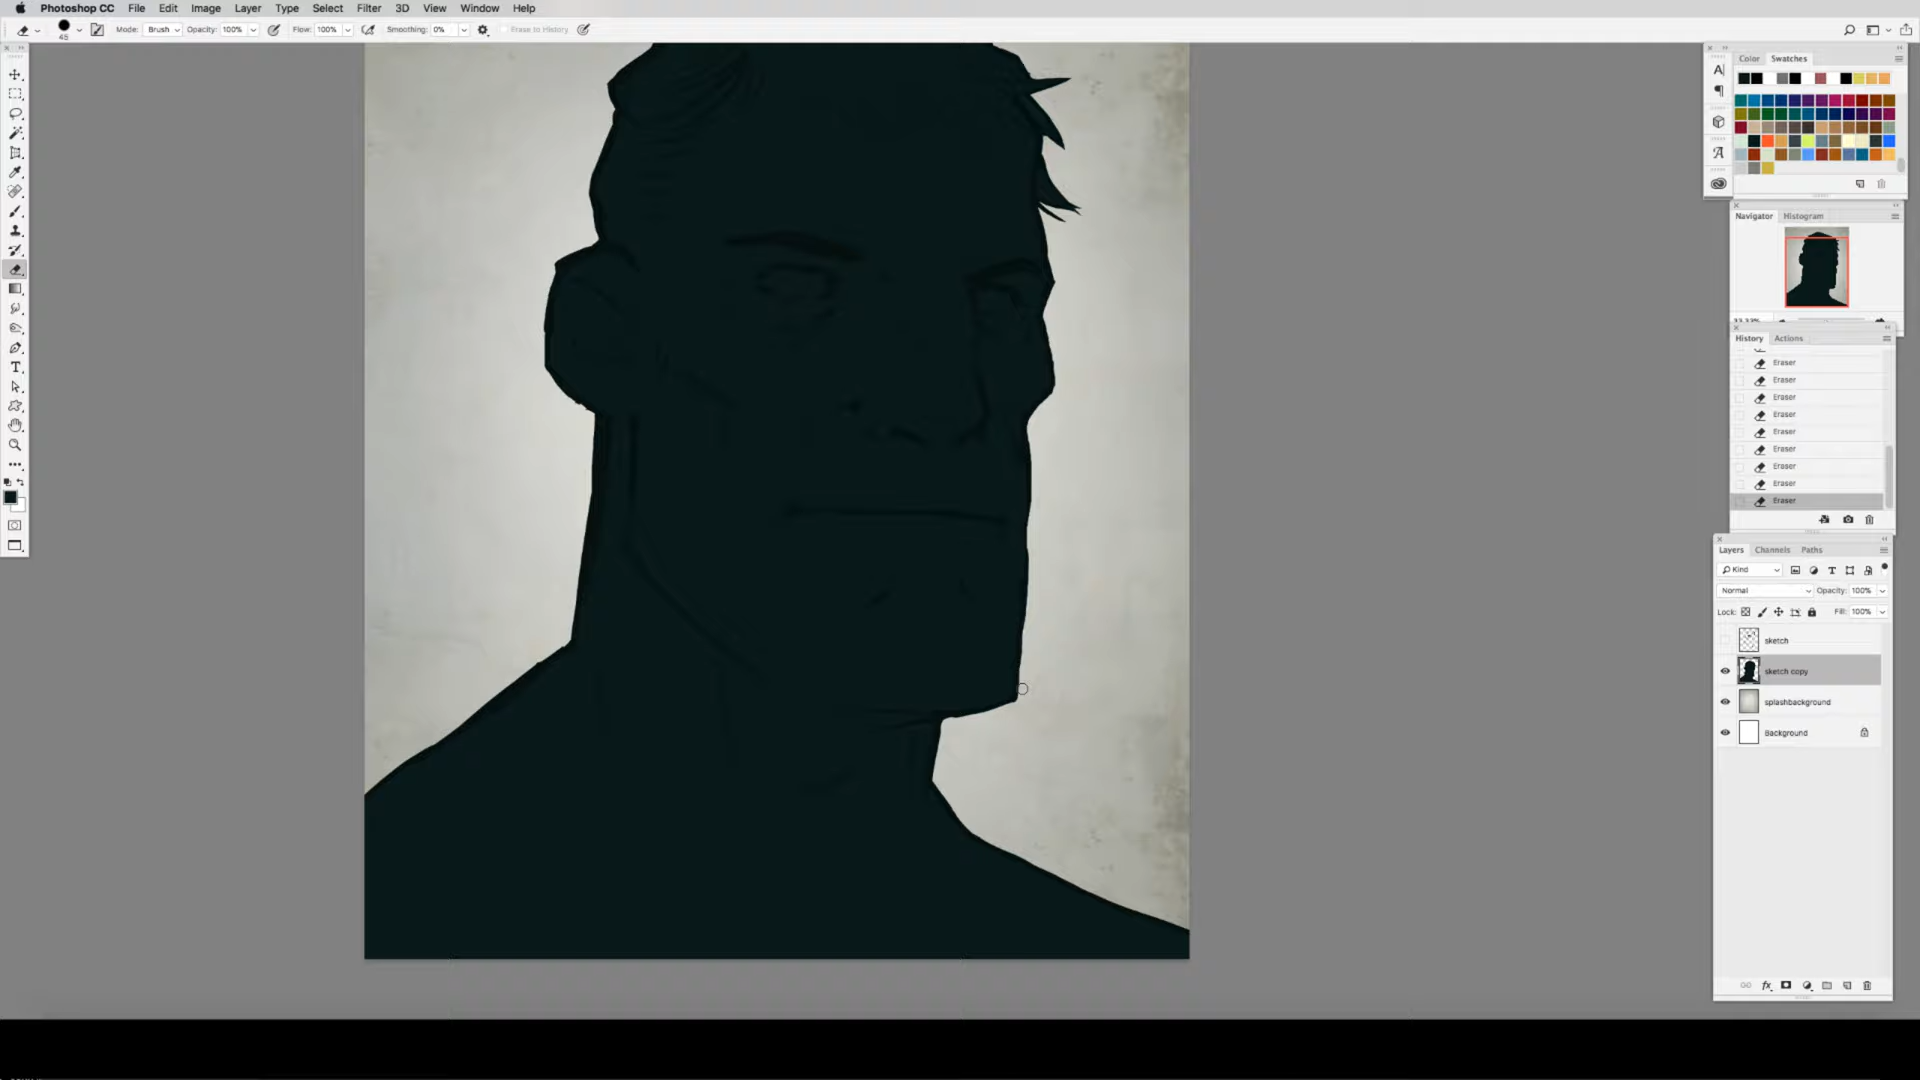 Photoshop CC File Edit Image Layer Type Select Filter 3D View Window Help
45 Mode: Brush Opacity: 100% Flow: 100% Smoothing: 0% Erase to History
Color Swatches
Navigator Histogram
33.33%
History Actions
Eraser
Eraser
Eraser
Eraser
Eraser
Eraser
Eraser
Eraser
Eraser
Layers Channels Paths
Kind
Normal Opacity: 100%
Lock: Fill: 100%
sketch
sketch copy
splashbackground
Background